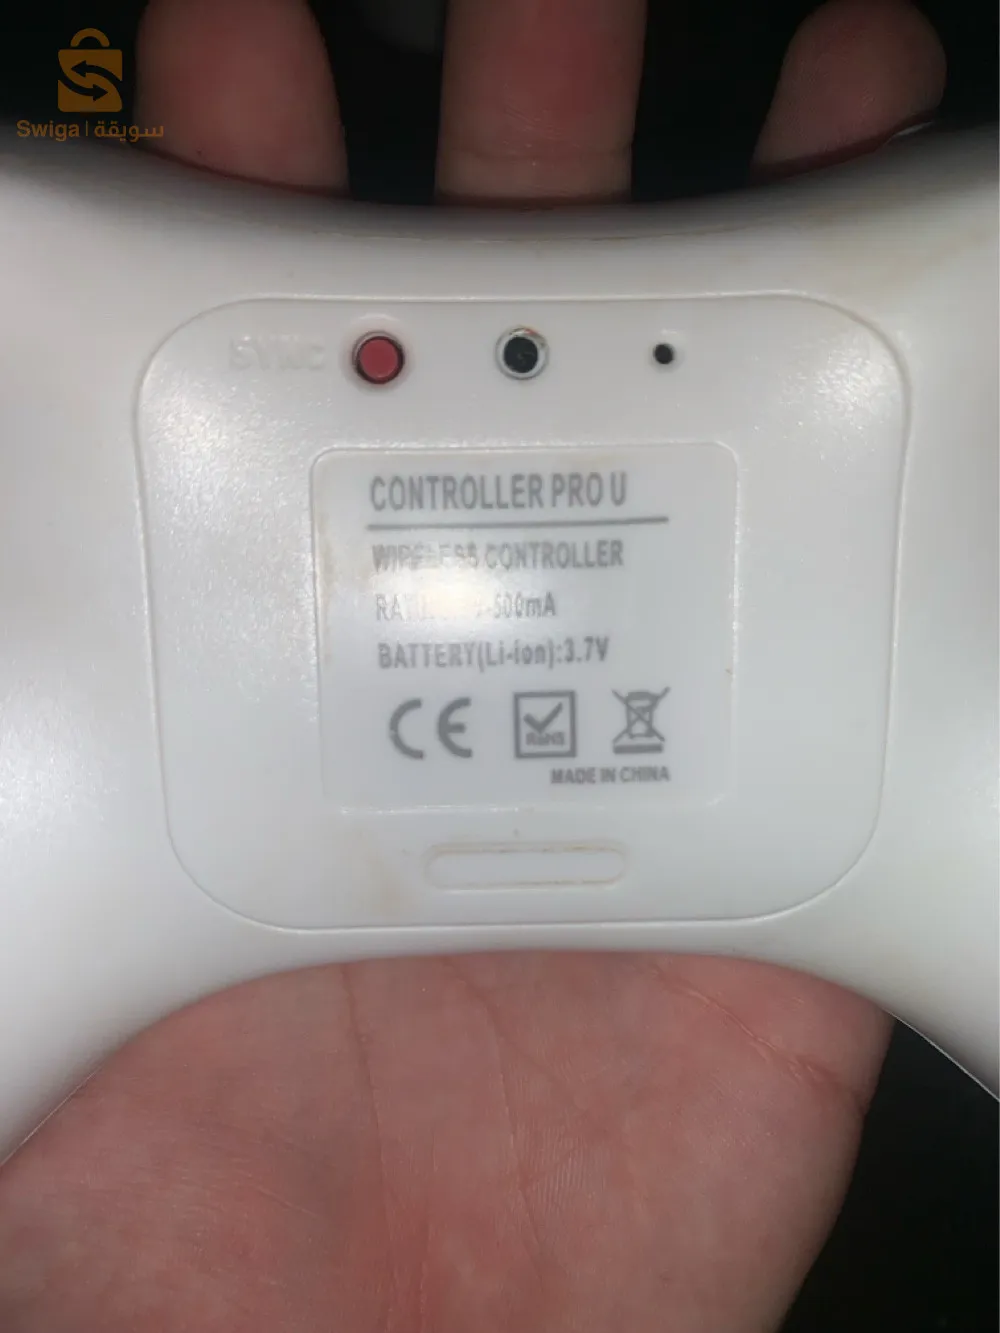 Swiga | سويقة
SYNC
CONTROLLER PRO U
WIRELESS CONTROLLER
-500mA
BATTERY(Li-ion):3.7V
CE
RoHS
MADE IN CHINA